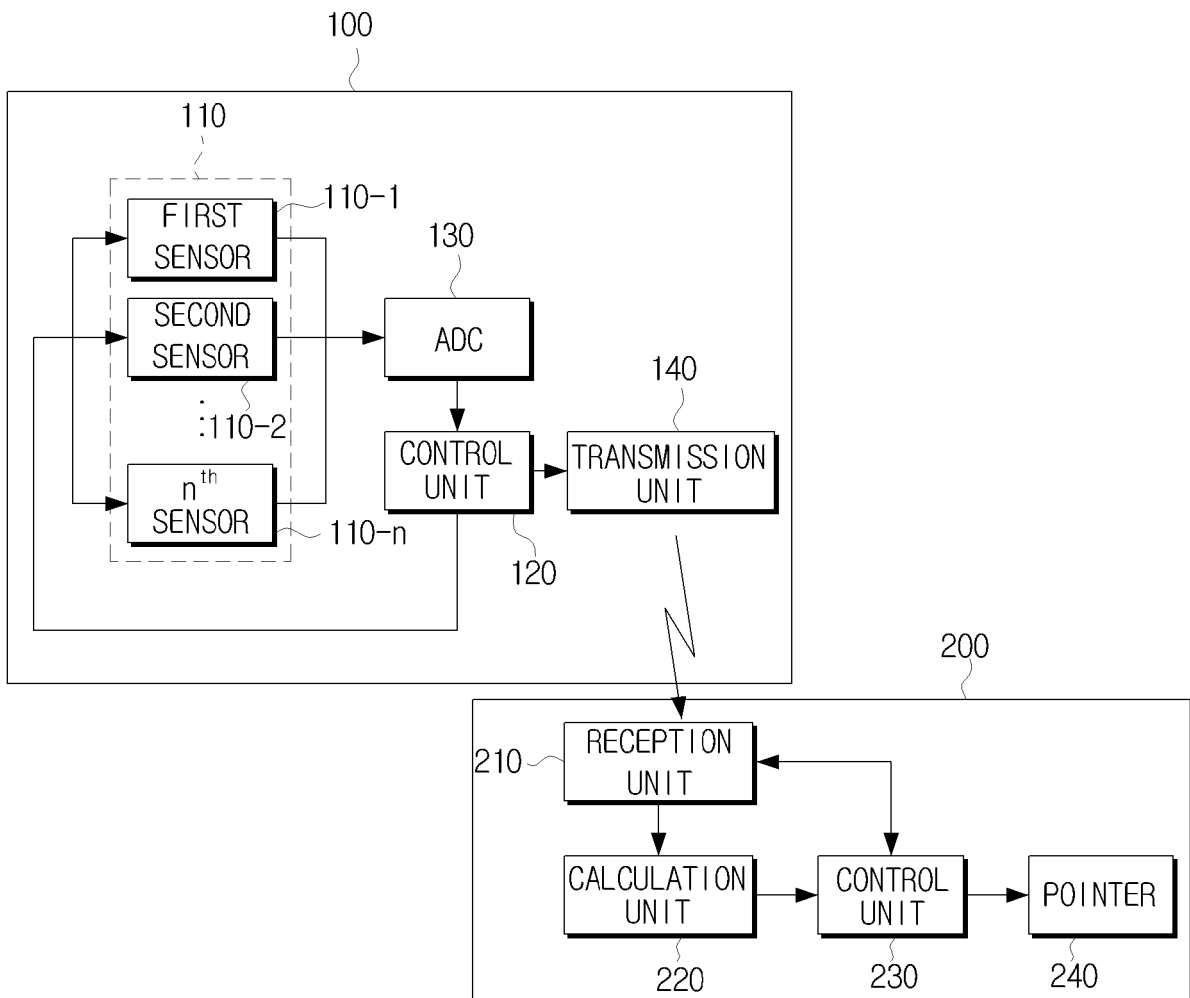 100
110
110-1
FIRST
SENSOR
130
SECOND
SENSOR
ADC
140
110-2
CONTROL
UNIT
TRANSMISSION
UNIT
nth
SENSOR
110-n
120
200
RECEPTION
UNIT
210
CALCULATION
UNIT
CONTROL
UNIT
POINTER
220
230
240